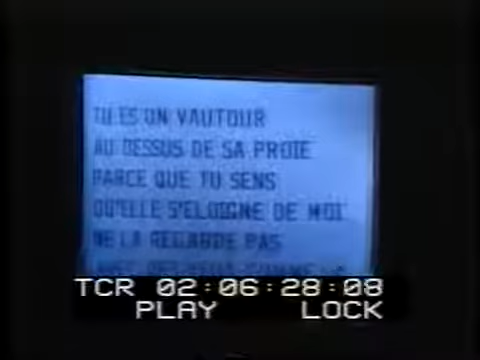 TU ES UN VAUTOUR
AU DESSUS DE SA PROIE
PARCE QUE TU SENS
QU'ELLE S'ELOIGNE DE MOI
NE LA REGARDE PAS
AVEC
TCR 02:06:28:08
PLAY LOCK